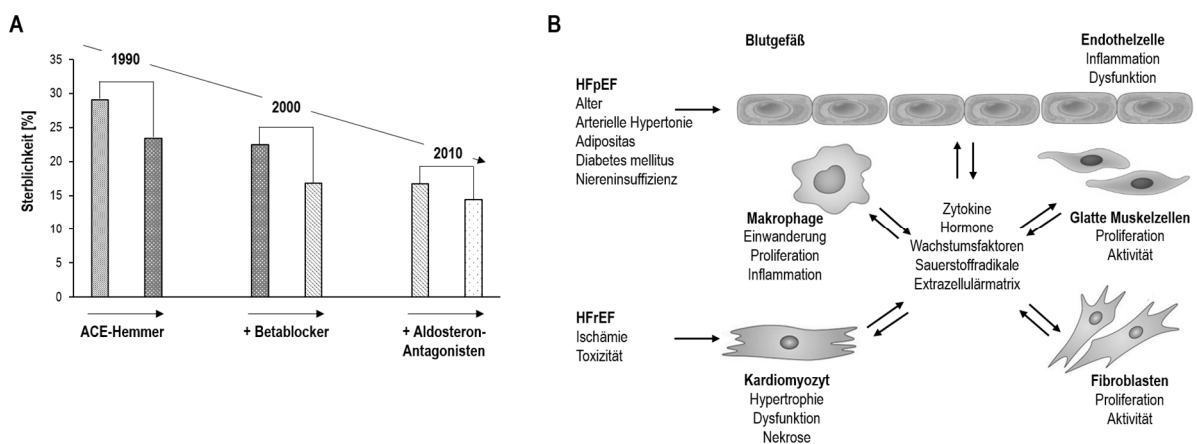 A
Sterblichkeit [%]
35
30
25
20
15
10
5
0
1990
2000
2010
ACE-Hemmer
+ Betablocker
+ Aldosteron-
Antagonisten
B
Blutgefäß
Endothelzelle
Inflammation
Dysfunktion
HFpEF
Alter
Arterielle Hypertonie
Adipositas
Diabetes mellitus
Niereninsuffizienz
Makrophage
Einwanderung
Proliferation
Inflammation
Zytokine
Hormone
Wachstumsfaktoren
Sauerstoffradikale
Extrazellulärmatrix
Glatte Muskelzellen
Proliferation
Aktivität
HFrEF
Ischämie
Toxizität
Kardiomyozyt
Hypertrophie
Dysfunktion
Nekrose
Fibroblasten
Proliferation
Aktivität